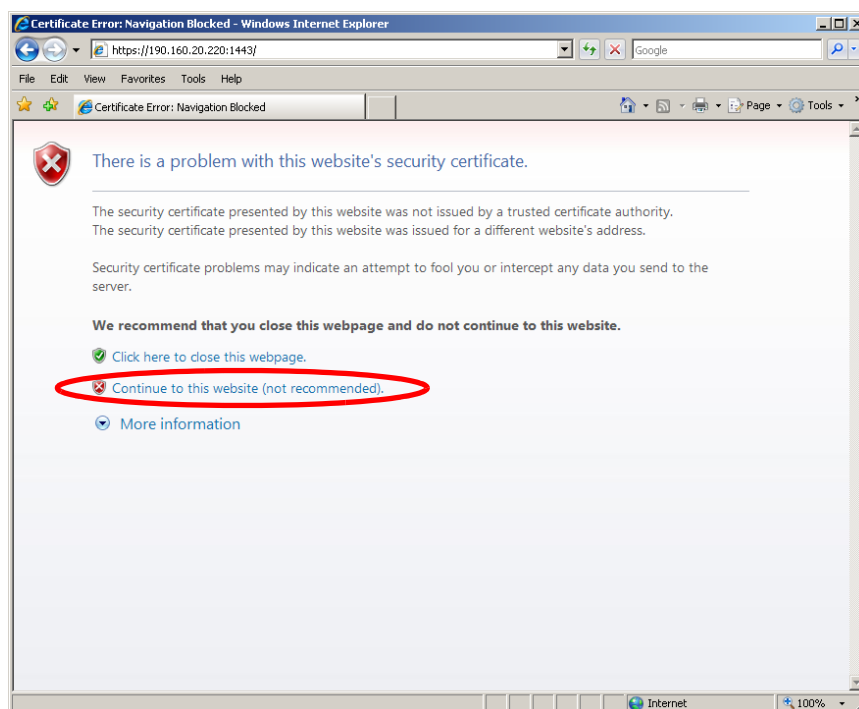 Certificate Error: Navigation Blocked - Windows Internet Explorer
https://190.160.20.220:1443/
Google
File Edit View Favorites Tools Help
Certificate Error: Navigation Blocked
Page Tools
There is a problem with this website's security certificate.
The security certificate presented by this website was not issued by a trusted certificate authority.
The security certificate presented by this website was issued for a different website's address.
Security certificate problems may indicate an attempt to fool you or intercept any data you send to the
server.
We recommend that you close this webpage and do not continue to this website.
Click here to close this webpage.
Continue to this website (not recommended).
More information
Internet 100%